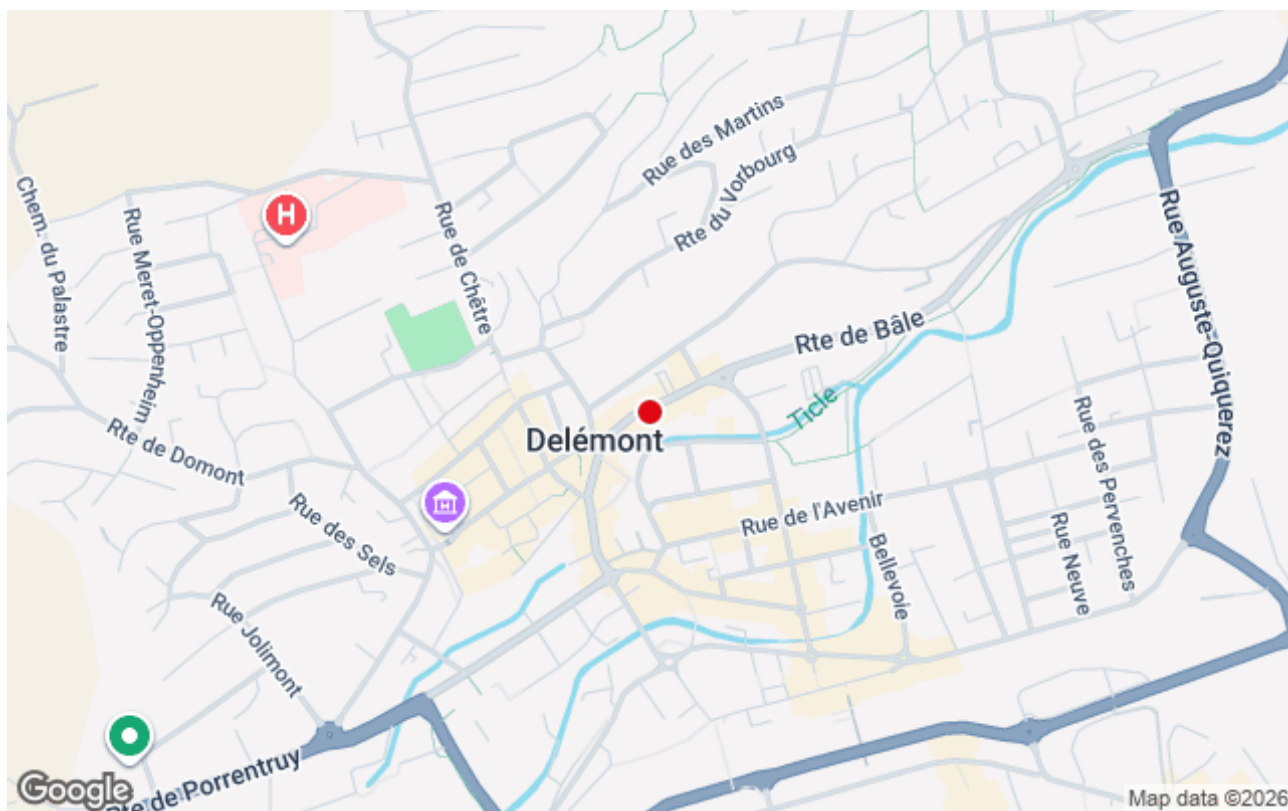 Rue des Martins
Rte du Vorbourg
Rue de Chêtre
Chem. du Palastre
Rue Meret-Oppenheim
H
Rue Auguste-Quiquerez
Rte de Bâle
Ticle
Delémont
Rte de Domont
Rue des Sels
Rue de l'Avenir
Bellevoie
Rue des Pervenches
Rue Neuve
Rue Jolimont
Rte de Porrentruy
Google
Map data ©2026